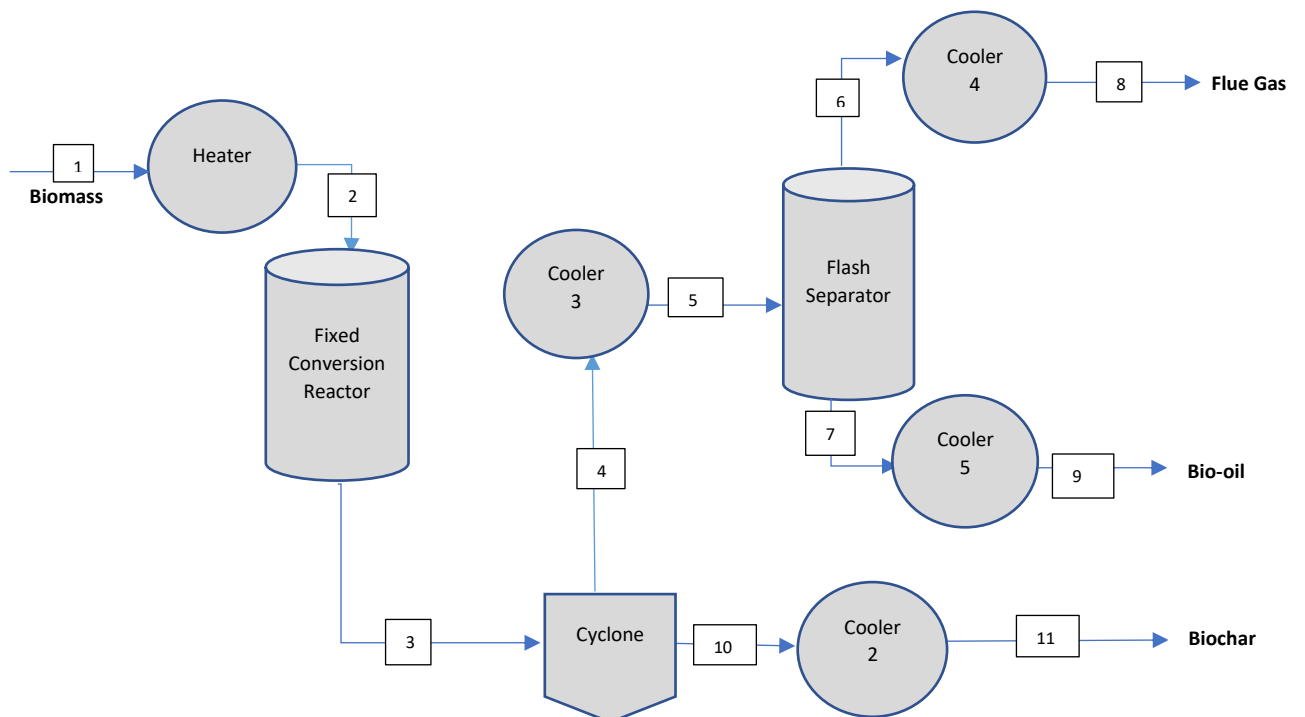 Cooler
4
6
8
Flue Gas
1
Biomass
Heater
2
Cooler
3
5
Flash
Separator
Fixed
Conversion
Reactor
7
Cooler
5
9
Bio-oil
4
3
Cyclone
10
Cooler
2
11
Biochar